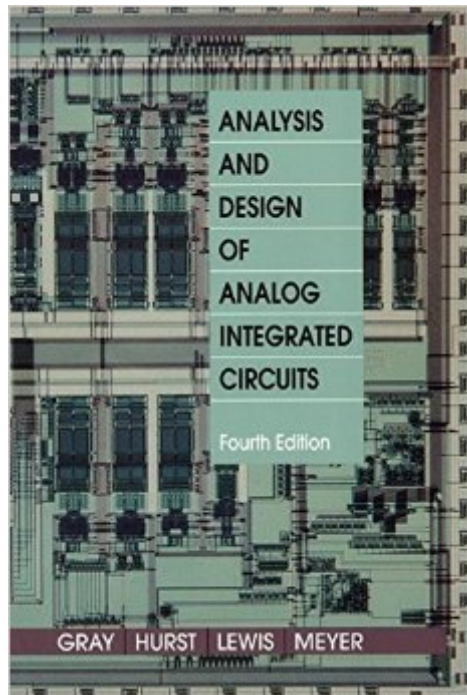 ANALYSIS
AND
DESIGN
OF
ANALOG
INTEGRATED
CIRCUITS
Fourth Edition
GRAY HURST LEWIS MEYER